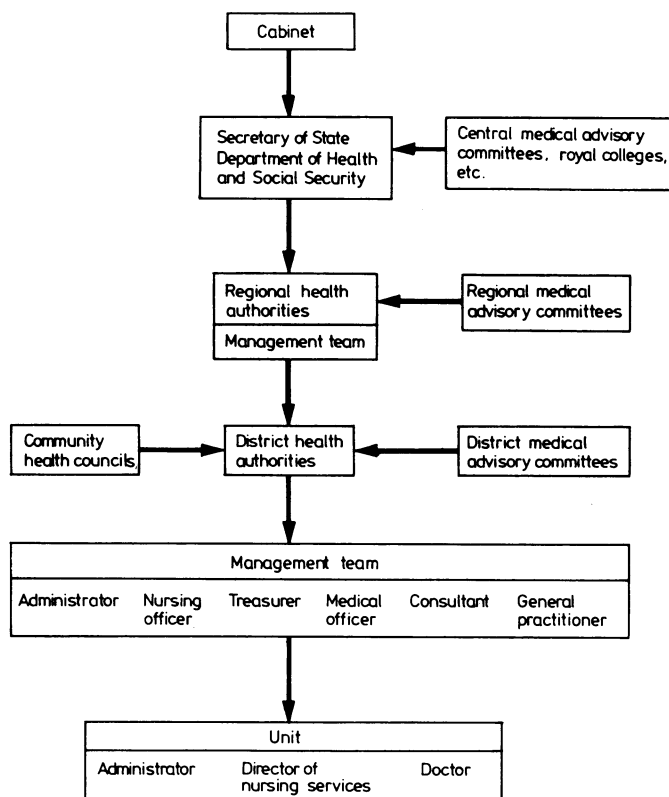 Cabinet
Secretary of State
Department of Health
and Social Security
Central medical advisory
committees, royal colleges,
etc.
Regional health
authorities
Management team
Regional medical
advisory committees
Community
health councils,
District health
authorities
District medical
advisory committees
Management team
Administrator
Nursing
officer
Treasurer
Medical
officer
Consultant
General
practitioner
Unit
Administrator
Director of
nursing services
Doctor